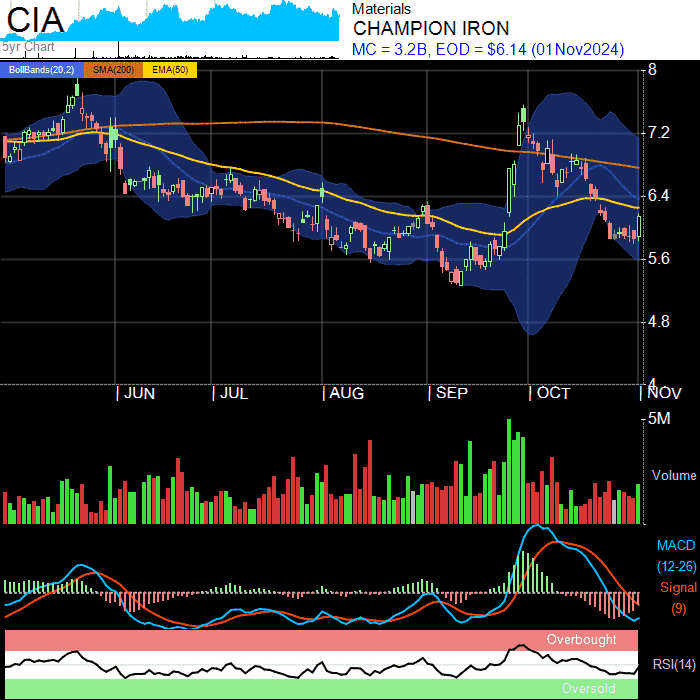 CIA
5yr Chart
Materials
CHAMPION IRON
MC = 3.2B, EOD = $6.14 (01Nov2024)
BollBands(20,2) SMA(200) EMA(50)
8
7.2
6.4
5.6
4.8
4
JUN JUL AUG SEP OCT NOV
5M
Volume
MACD
(12-26)
Signal
(9)
Overbought
RSI(14)
Oversold